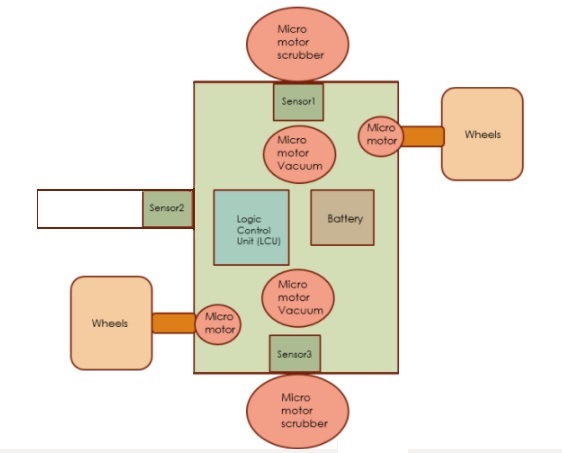 Micro
motor
scrubber
Sensor1
Micro
motor
Vacuum
Micro
motor
Wheels
Sensor2
Logic
Control
Unit (LCU)
Battery
Micro
motor
Vacuum
Wheels
Micro
motor
Sensor3
Micro
motor
scrubber